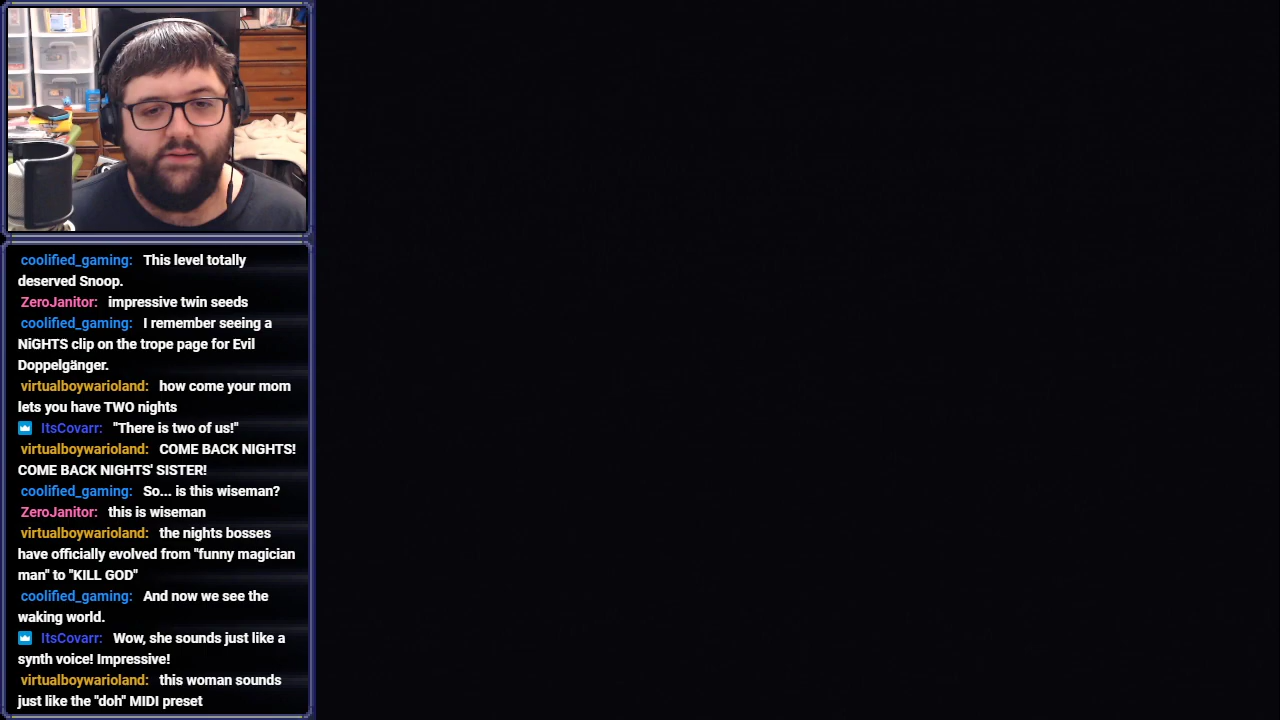 coolified_gaming: This level totally
deserved Snoop.
ZeroJanitor: impressive twin seeds
coolified_gaming: I remember seeing a
NiGHTS clip on the trope page for Evil
Doppelgänger.
virtualboywarioland: how come your mom
lets you have TWO nights
ItsCovarr: "There is two of us!"
virtualboywarioland: COME BACK NIGHTS!
COME BACK NIGHTS' SISTER!
coolified_gaming: So... is this wiseman?
ZeroJanitor: this is wiseman
virtualboywarioland: the nights bosses
have officially evolved from "funny magician
man" to "KILL GOD"
coolified_gaming: And now we see the
waking world.
ItsCovarr: Wow, she sounds just like a
synth voice! Impressive!
virtualboywarioland: this woman sounds
just like the "doh" MIDI preset